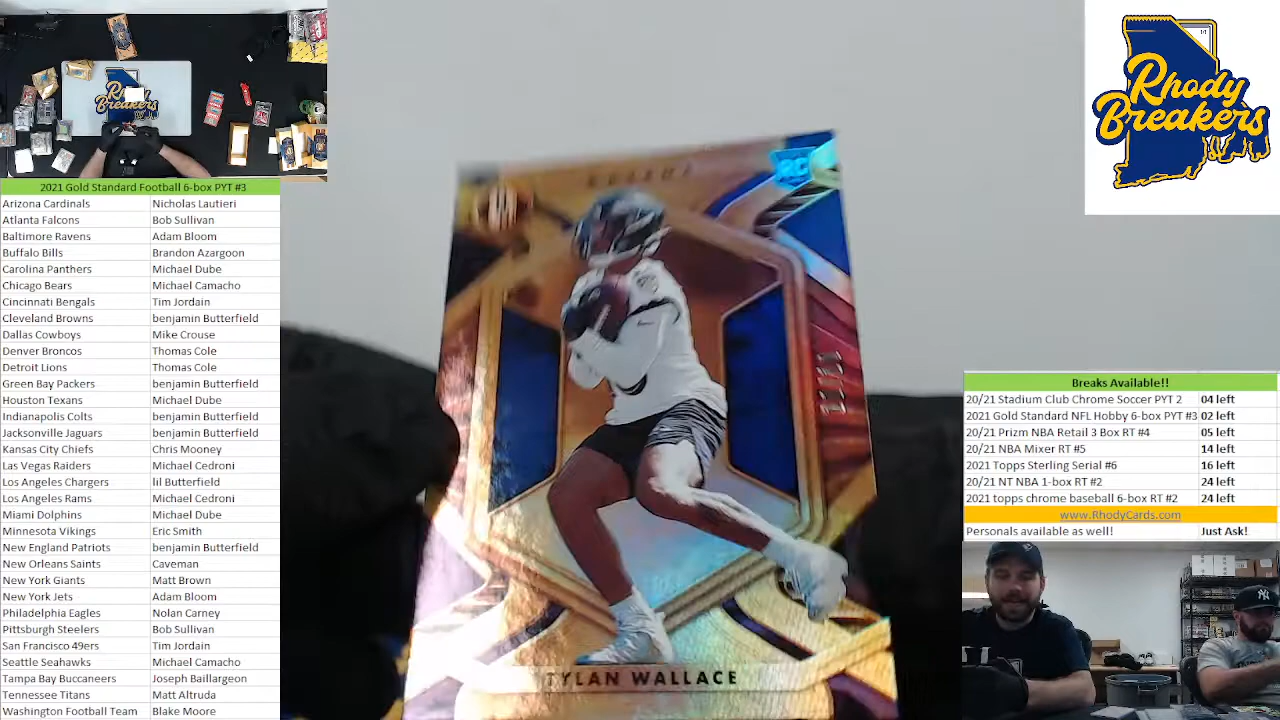 Rhody
Breakers
2021 Gold Standard Football 6-box PYT #3
Arizona Cardinals Nicholas Lautieri
Atlanta Falcons Bob Sullivan
Baltimore Ravens Adam Bloom
Buffalo Bills Brandon Azargoon
Carolina Panthers Michael Dube
Chicago Bears Michael Camacho
Cincinnati Bengals Tim Jordain
Cleveland Browns benjamin Butterfield
Dallas Cowboys Mike Crouse
Denver Broncos Thomas Cole
Detroit Lions Thomas Cole
Green Bay Packers benjamin Butterfield
Houston Texans Michael Dube
Indianapolis Colts benjamin Butterfield
Jacksonville Jaguars benjamin Butterfield
Kansas City Chiefs Chris Mooney
Las Vegas Raiders Michael Cedroni
Los Angeles Chargers lil Butterfield
Los Angeles Rams Michael Cedroni
Miami Dolphins Michael Dube
Minnesota Vikings Eric Smith
New England Patriots benjamin Butterfield
New Orleans Saints Caveman
New York Giants Matt Brown
New York Jets Adam Bloom
Philadelphia Eagles Nolan Carney
Pittsburgh Steelers Bob Sullivan
San Francisco 49ers Tim Jordain
Seattle Seahawks Michael Camacho
Tampa Bay Buccaneers Joseph Baillargeon
Tennessee Titans Matt Altruda
Washington Football Team Blake Moore
RC
TYLAN WALLACE
Rhody
Breakers
Breaks Available!!
20/21 Stadium Club Chrome Soccer PYT 2 04 left
2021 Gold Standard NFL Hobby 6-box PYT #3 02 left
20/21 Prizm NBA Retail 3 Box RT #4 05 left
20/21 NBA Mixer RT #5 14 left
2021 Topps Sterling Serial #6 16 left
20/21 NT NBA 1-box RT #2 24 left
2021 topps chrome baseball 6-box RT #2 24 left
www.RhodyCards.com
Personals available as well! Just Ask!